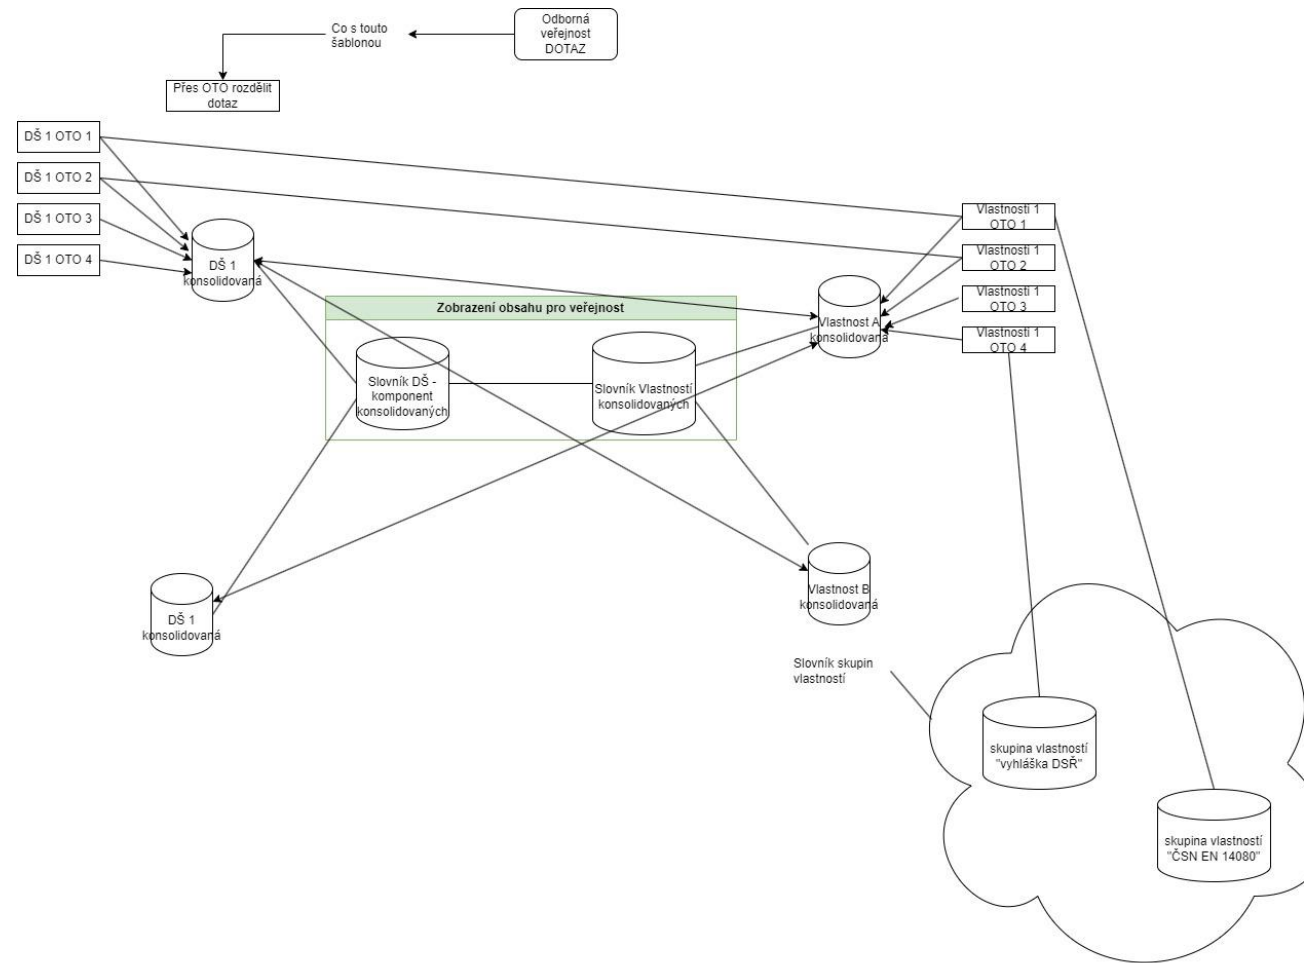 Odborná
veřejnost
DOTAZ
Co s touto
šablonou
Přes OTO rozdělit
dotaz
DŠ 1 OTO 1
DŠ 1 OTO 2
DŠ 1 OTO 3
DŠ 1 OTO 4
DŠ 1
konsolidovaná
Vlastnosti 1
OTO 1
Vlastnosti 1
OTO 2
Vlastnosti 1
OTO 3
Vlastnosti 1
OTO 4
Vlastnost A
konsolidovaná
Zobrazení obsahu pro veřejnost
Slovník DŠ -
komponent
konsolidovaných
Slovník Vlastností
konsolidovaných
DŠ 1
konsolidovaná
Vlastnost B
konsolidovaná
Slovník skupin
vlastností
skupina vlastností
"vyhláška DSŘ"
skupina vlastností
"ČSN EN 14080"